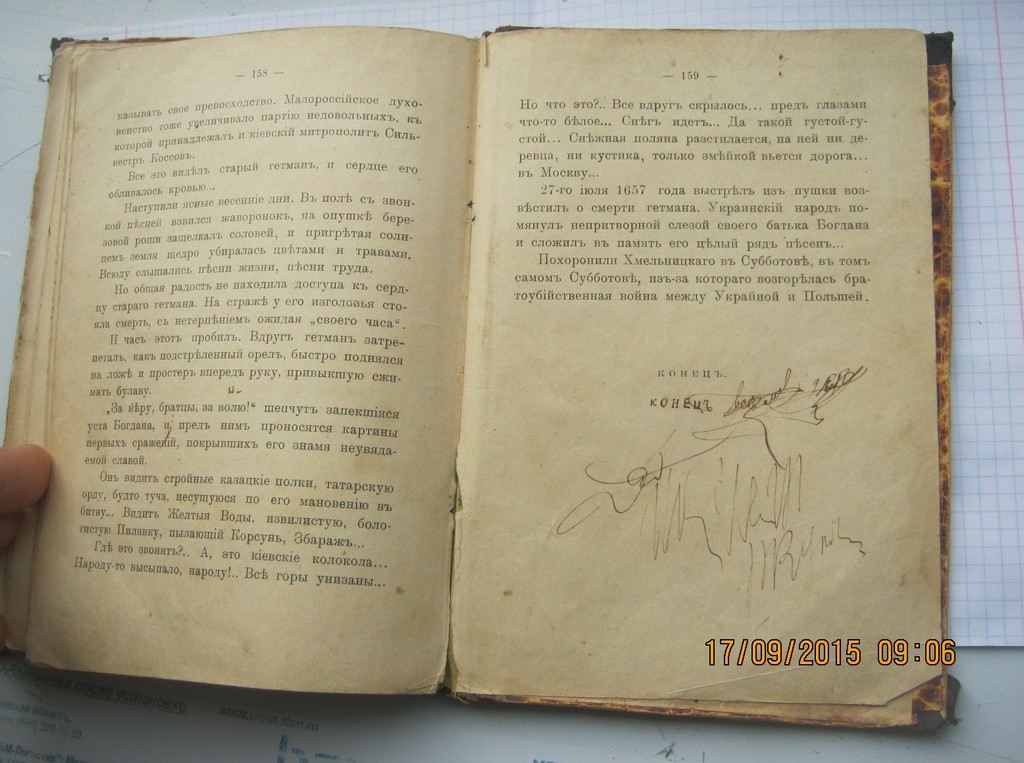 — 158 —
казывать свое превосходство. Малороссійское духо-
венство тоже увеличивало партію недовольныхъ, къ
которой принадлежалъ и кіевскій митрополитъ Силь-
вестръ Коссовъ.
Все это видѣлъ старый гетманъ, и сердце его
обливалось кровью...
Наступили ясные весенніе дни. Въ полѣ съ звон-
кой пѣсней взвился жаворонокъ, на опушкѣ бере-
зовой рощи защелкалъ соловей, и пригрѣтая солн-
цемъ земля щедро убиралась цвѣтами и травами.
Всюду слышались пѣсни жизни, пѣсни труда.
Но общая радость не находила доступа къ серд-
цу стараго гетмана. На стражѣ у его изголовья сто-
яла смерть, съ нетерпѣніемъ ожидая „своего часа“.
И часъ этотъ пробилъ. Вдругъ гетманъ затре-
петалъ, какъ подстрѣленный орелъ, быстро поднялся
на ложѣ и простеръ впередъ руку, привыкшую сжи-
мать булаву.
„За вѣру, братцы, за волю!“ шепчутъ запекшіяся
уста Богдана, и предъ нимъ проносятся картины
первыхъ сраженій, покрывшихъ его знамя неувяда-
емой славой.
Онъ видитъ стройные казацкіе полки, татарскую
орду, будто туча, несущуюся по его мановенію въ
битву... Видитъ Желтыя Воды, извилистую, боло-
тистую Пилявку, пылающій Корсунь, Збаражъ...
Гдѣ это звонятъ?.. А, это кіевскіе колокола...
Народу-то высыпало, народу!.. Всѣ горы унизаны...
— 159 —
Но что это?.. Все вдругъ скрылось... предъ глазами
что-то бѣлое... Снѣгъ идетъ... Да такой густой-гу-
стой... Снѣжная поляна разстилается, на ней ни де-
ревца, ни кустика, только змѣйкой вьется дорога...
въ Москву...
27-го іюля 1657 года выстрѣлъ изъ пушки воз-
вѣстилъ о смерти гетмана. Украинскій народъ по-
мянулъ непритворной слезой своего батька Богдана
и сложилъ въ память его цѣлый рядъ пѣсенъ...
Похоронили Хмельницкаго въ Субботовѣ, въ томъ
самомъ Субботовѣ, изъ-за котораго возгорѣлась бра-
тоубійственная война между Украйной и Польшей.
КОНЕЦЪ.
КОНЕЦЪ
17/09/2015 09:06